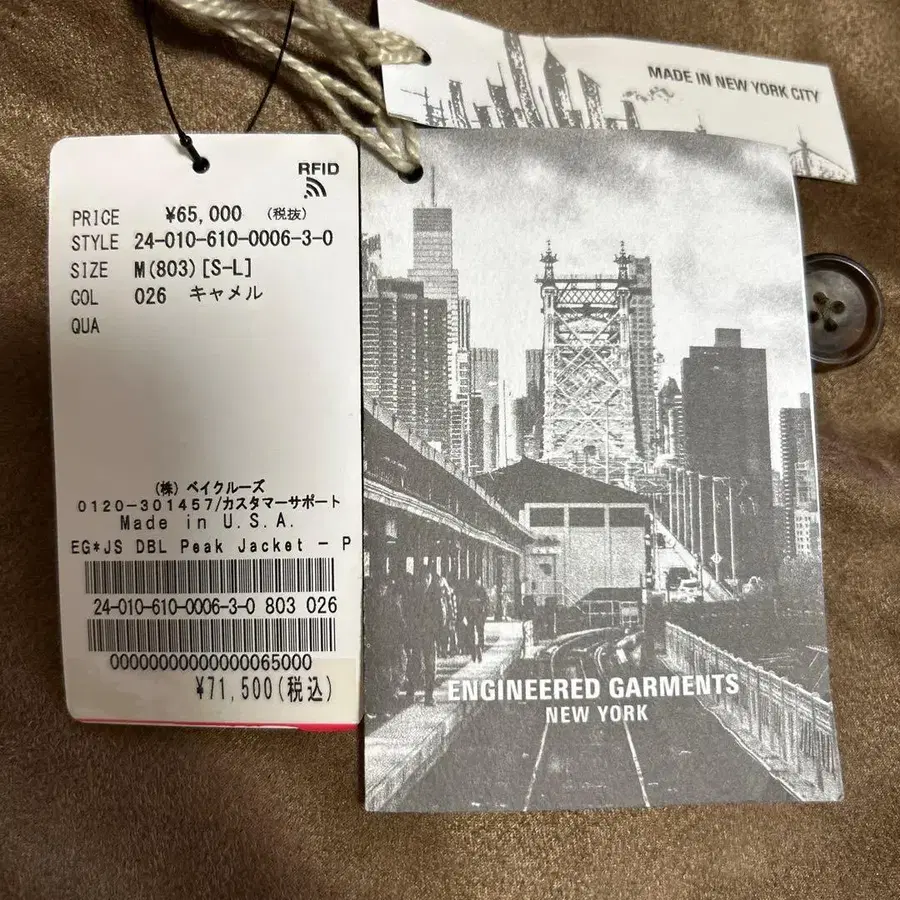 MADE IN NEW YORK CITY
RFID
PRICE ¥65,000 (税抜)
STYLE 24-010-610-0006-3-0
SIZE M(803)[S-L]
COL 026 キャメル
QUA
(株) ベイクルーズ
0120-301457/カスタマーサポート
Made in U.S.A.
EG*JS DBL Peak Jacket - P
24-010-610-0006-3-0 803 026
00000000000000065000
¥71,500(税込)
ENGINEERED GARMENTS
NEW YORK